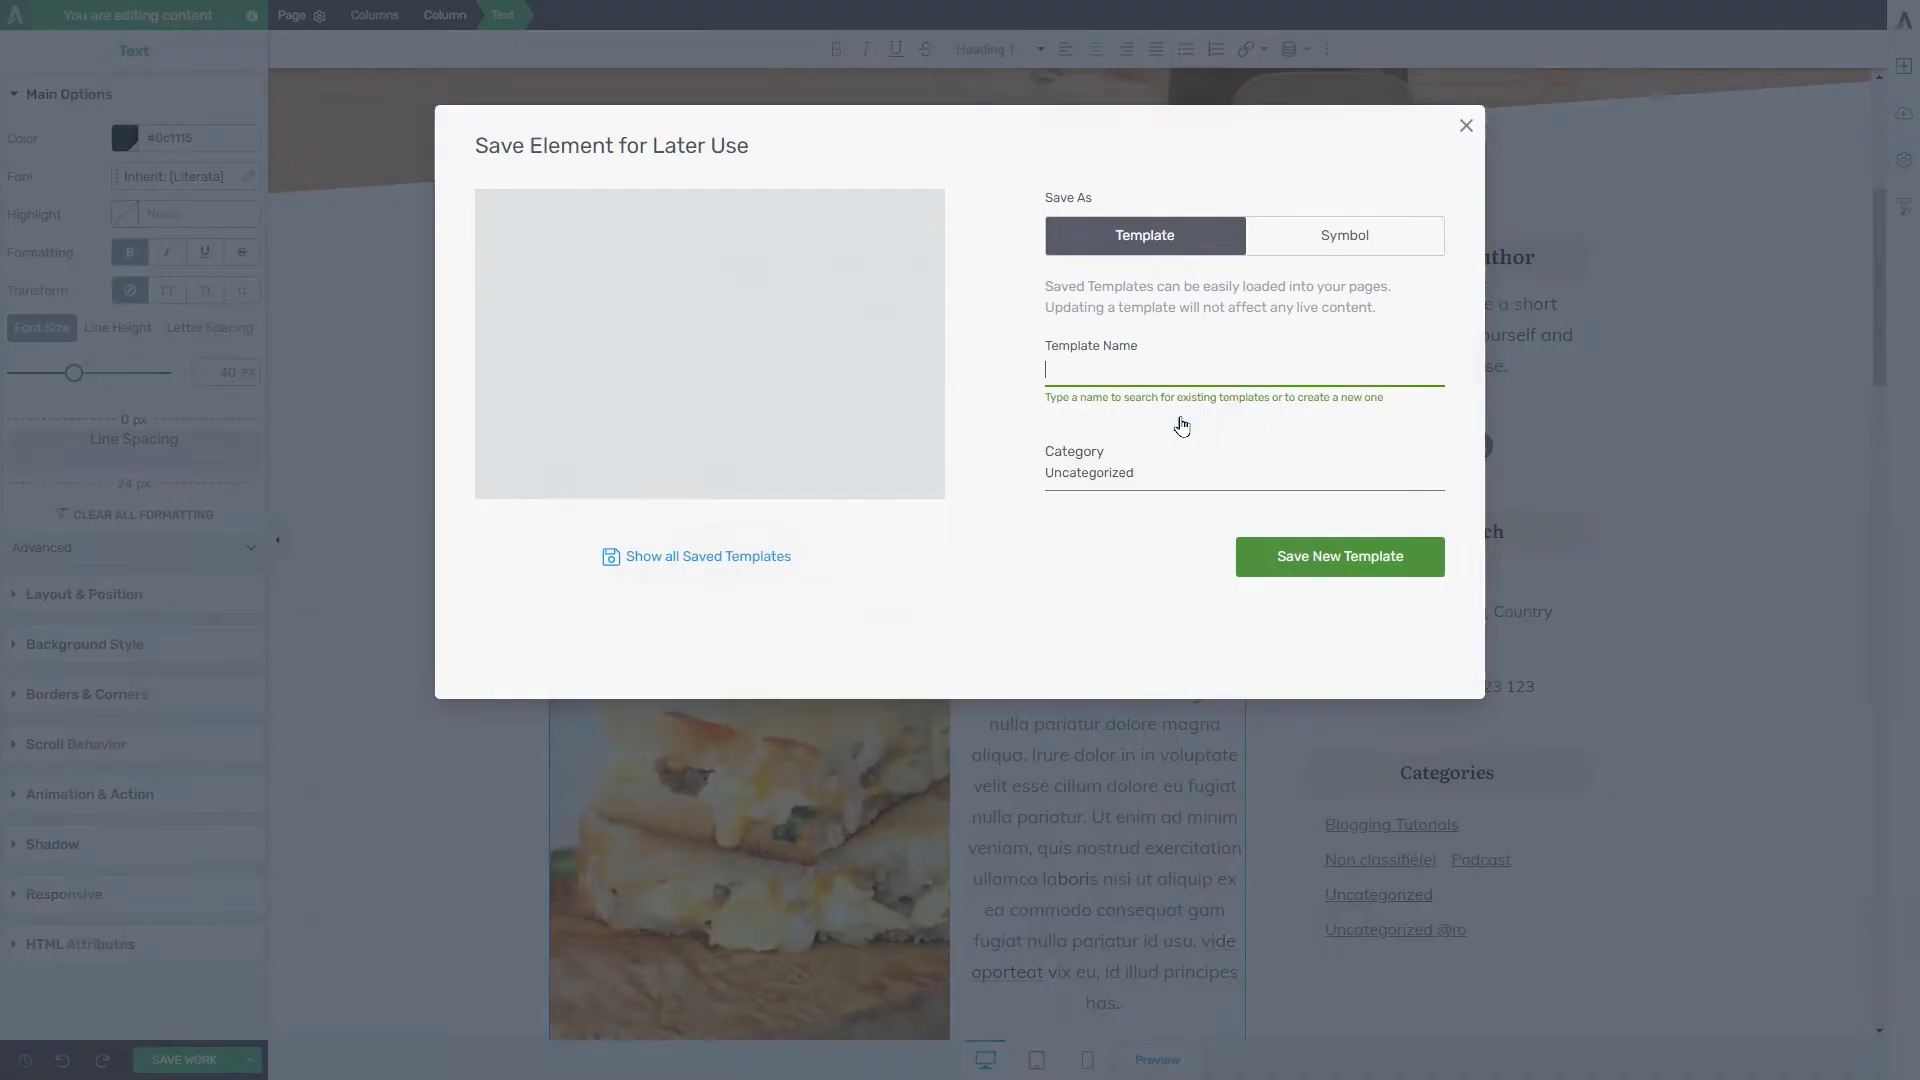 You are editing content
Page
Columns
Column
Text
Text
B I U S Heading 1
Main Options
Color #0e1115
Font Inherit: [Literata]
Highlight None
Formatting B I U S
Transform TT Tt tt
Font Size Line Height Letter Spacing
40 PX
0 px
Line Spacing
24 px
CLEAR ALL FORMATTING
Advanced
Layout & Position
Background Style
Borders & Corners
Scroll Behavior
Animation & Action
Shadow
Responsive
HTML Attributes
SAVE WORK
Save Element for Later Use
Save As
Template
Symbol
Saved Templates can be easily loaded into your pages.
Updating a template will not affect any live content.
Template Name
Type a name to search for existing templates or to create a new one
Category
Uncategorized
Show all Saved Templates
Save New Template
nulla pariatur dolore magna
aliqua. Irure dolor in in voluptate
velit esse cillum dolore eu fugiat
nulla pariatur. Ut enim ad minim
veniam, quis nostrud exercitation
ullamco laboris nisi ut aliquip ex
ea commodo consequat gam
fugiat nulla pariatur id usu, vide
oporteat vix eu, id illud principes
has..
uthor
e a short
urself and
se.
ch
, Country
23 123
Categories
Blogging Tutorials
Non classifié(e) Podcast
Uncategorized
Uncategorized @ro
Preview